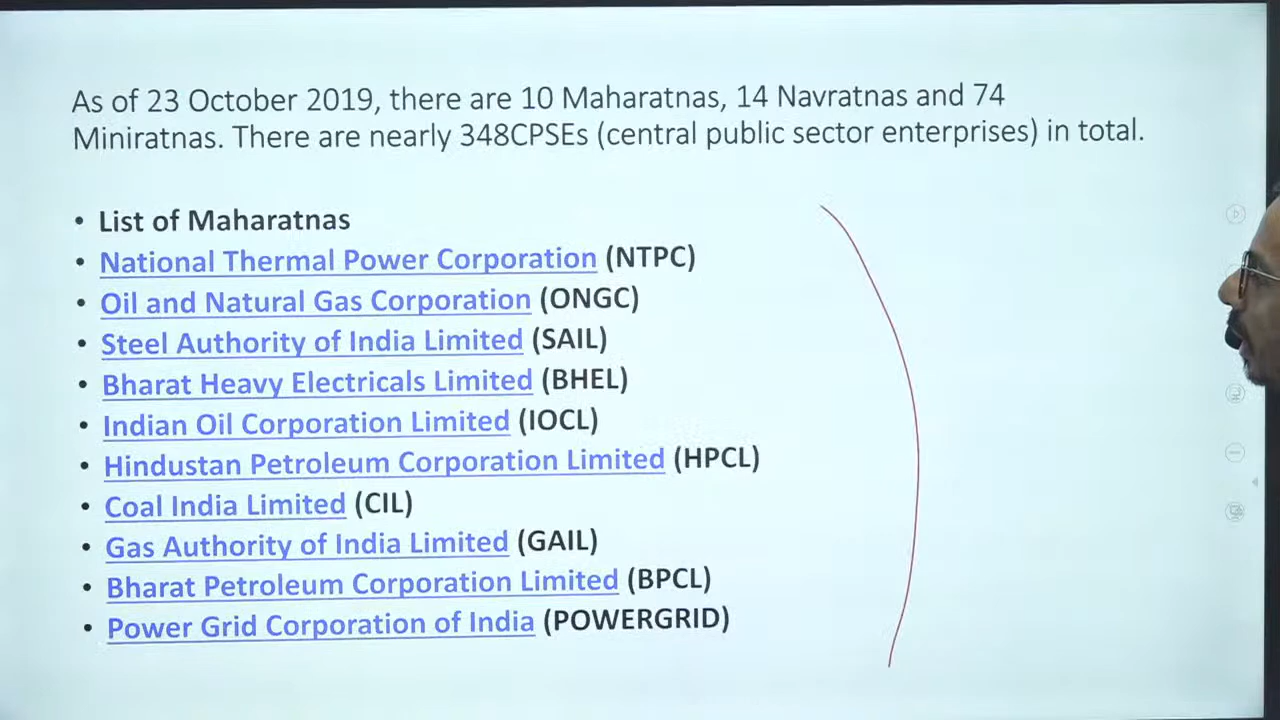 As of 23 October 2019, there are 10 Maharatnas, 14 Navratnas and 74
Miniratnas. There are nearly 348CPSEs (central public sector enterprises) in total.
• List of Maharatnas
• National Thermal Power Corporation (NTPC)
• Oil and Natural Gas Corporation (ONGC)
• Steel Authority of India Limited (SAIL)
• Bharat Heavy Electricals Limited (BHEL)
• Indian Oil Corporation Limited (IOCL)
• Hindustan Petroleum Corporation Limited (HPCL)
• Coal India Limited (CIL)
• Gas Authority of India Limited (GAIL)
• Bharat Petroleum Corporation Limited (BPCL)
• Power Grid Corporation of India (POWERGRID)